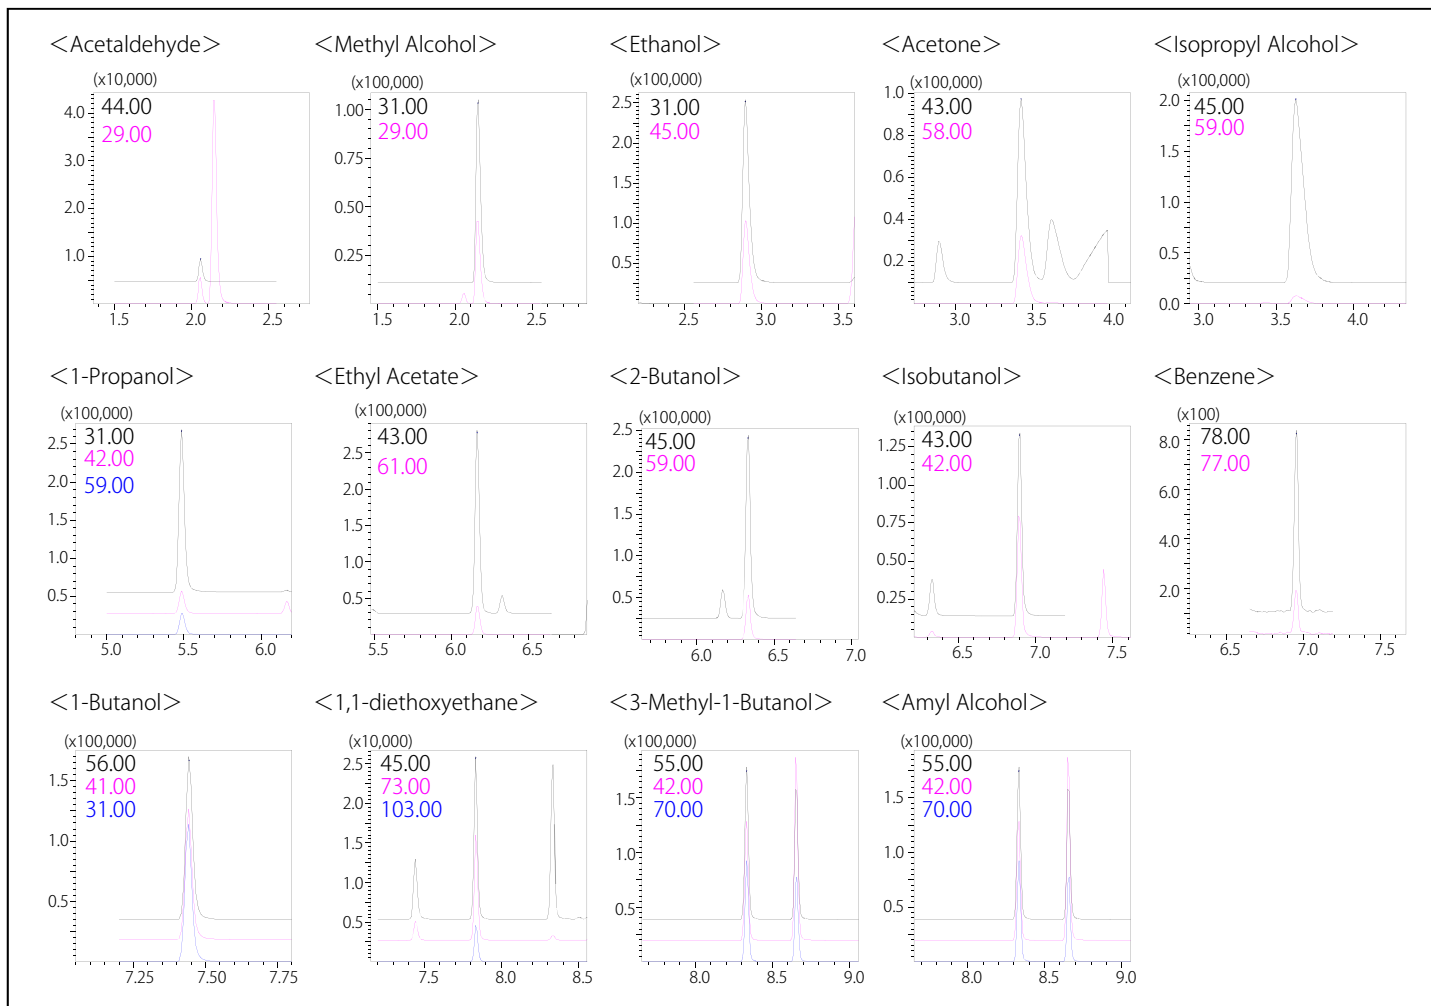 <Acetaldehyde>
(x10,000)
44.00
29.00
4.0
3.0
2.0
1.0
1.5 2.0 2.5
<Methyl Alcohol>
(x100,000)
31.00
29.00
1.00
0.75
0.50
0.25
1.5 2.0 2.5
<Ethanol>
(x100,000)
31.00
45.00
2.5
2.0
1.5
1.0
0.5
2.5 3.0 3.5
<Acetone>
(x100,000)
43.00
58.00
1.0
0.8
0.6
0.4
0.2
3.0 3.5 4.0
<Isopropyl Alcohol>
(x100,000)
45.00
59.00
2.0
1.5
1.0
0.5
0.0
3.0 3.5 4.0
<1-Propanol>
(x100,000)
31.00
42.00
59.00
2.5
2.0
1.5
1.0
0.5
5.0 5.5 6.0
<Ethyl Acetate>
(x100,000)
43.00
61.00
2.5
2.0
1.5
1.0
0.5
5.5 6.0 6.5
<2-Butanol>
(x100,000)
45.00
59.00
2.5
2.0
1.5
1.0
0.5
6.0 6.5 7.0
<Isobutanol>
(x100,000)
43.00
42.00
1.25
1.00
0.75
0.50
0.25
6.5 7.0 7.5
<Benzene>
(x100)
78.00
77.00
8.0
6.0
4.0
2.0
6.5 7.0 7.5
<1-Butanol>
(x100,000)
56.00
41.00
31.00
1.5
1.0
0.5
7.25 7.50 7.75
<1,1-diethoxyethane>
(x10,000)
45.00
73.00
103.00
2.5
2.0
1.5
1.0
0.5
7.5 8.0 8.5
<3-Methyl-1-Butanol>
(x100,000)
55.00
42.00
70.00
1.5
1.0
0.5
8.0 8.5 9.0
<Amyl Alcohol>
(x100,000)
55.00
42.00
70.00
1.5
1.0
0.5
8.0 8.5 9.0